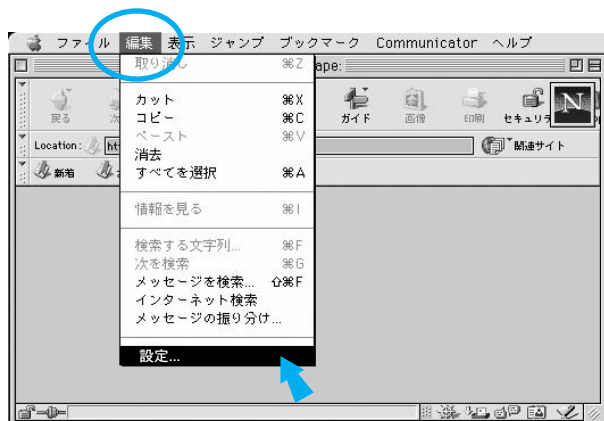 ファイル 編集 表示 ジャンプ ブックマーク Communicator ヘルプ
ape:
取り消し ⌘Z
カット ⌘X
コピー ⌘C
ペースト ⌘V
消去
すべてを選択 ⌘A
情報を見る ⌘I
検索する文字列... ⌘F
次を検索 ⌘G
メッセージを検索... ⇧⌘F
インターネット検索
メッセージの振り分け...
設定...
戻る 次 ガイド 画像 印刷 セキュリテ N
Location: ht 関連サイト
新着